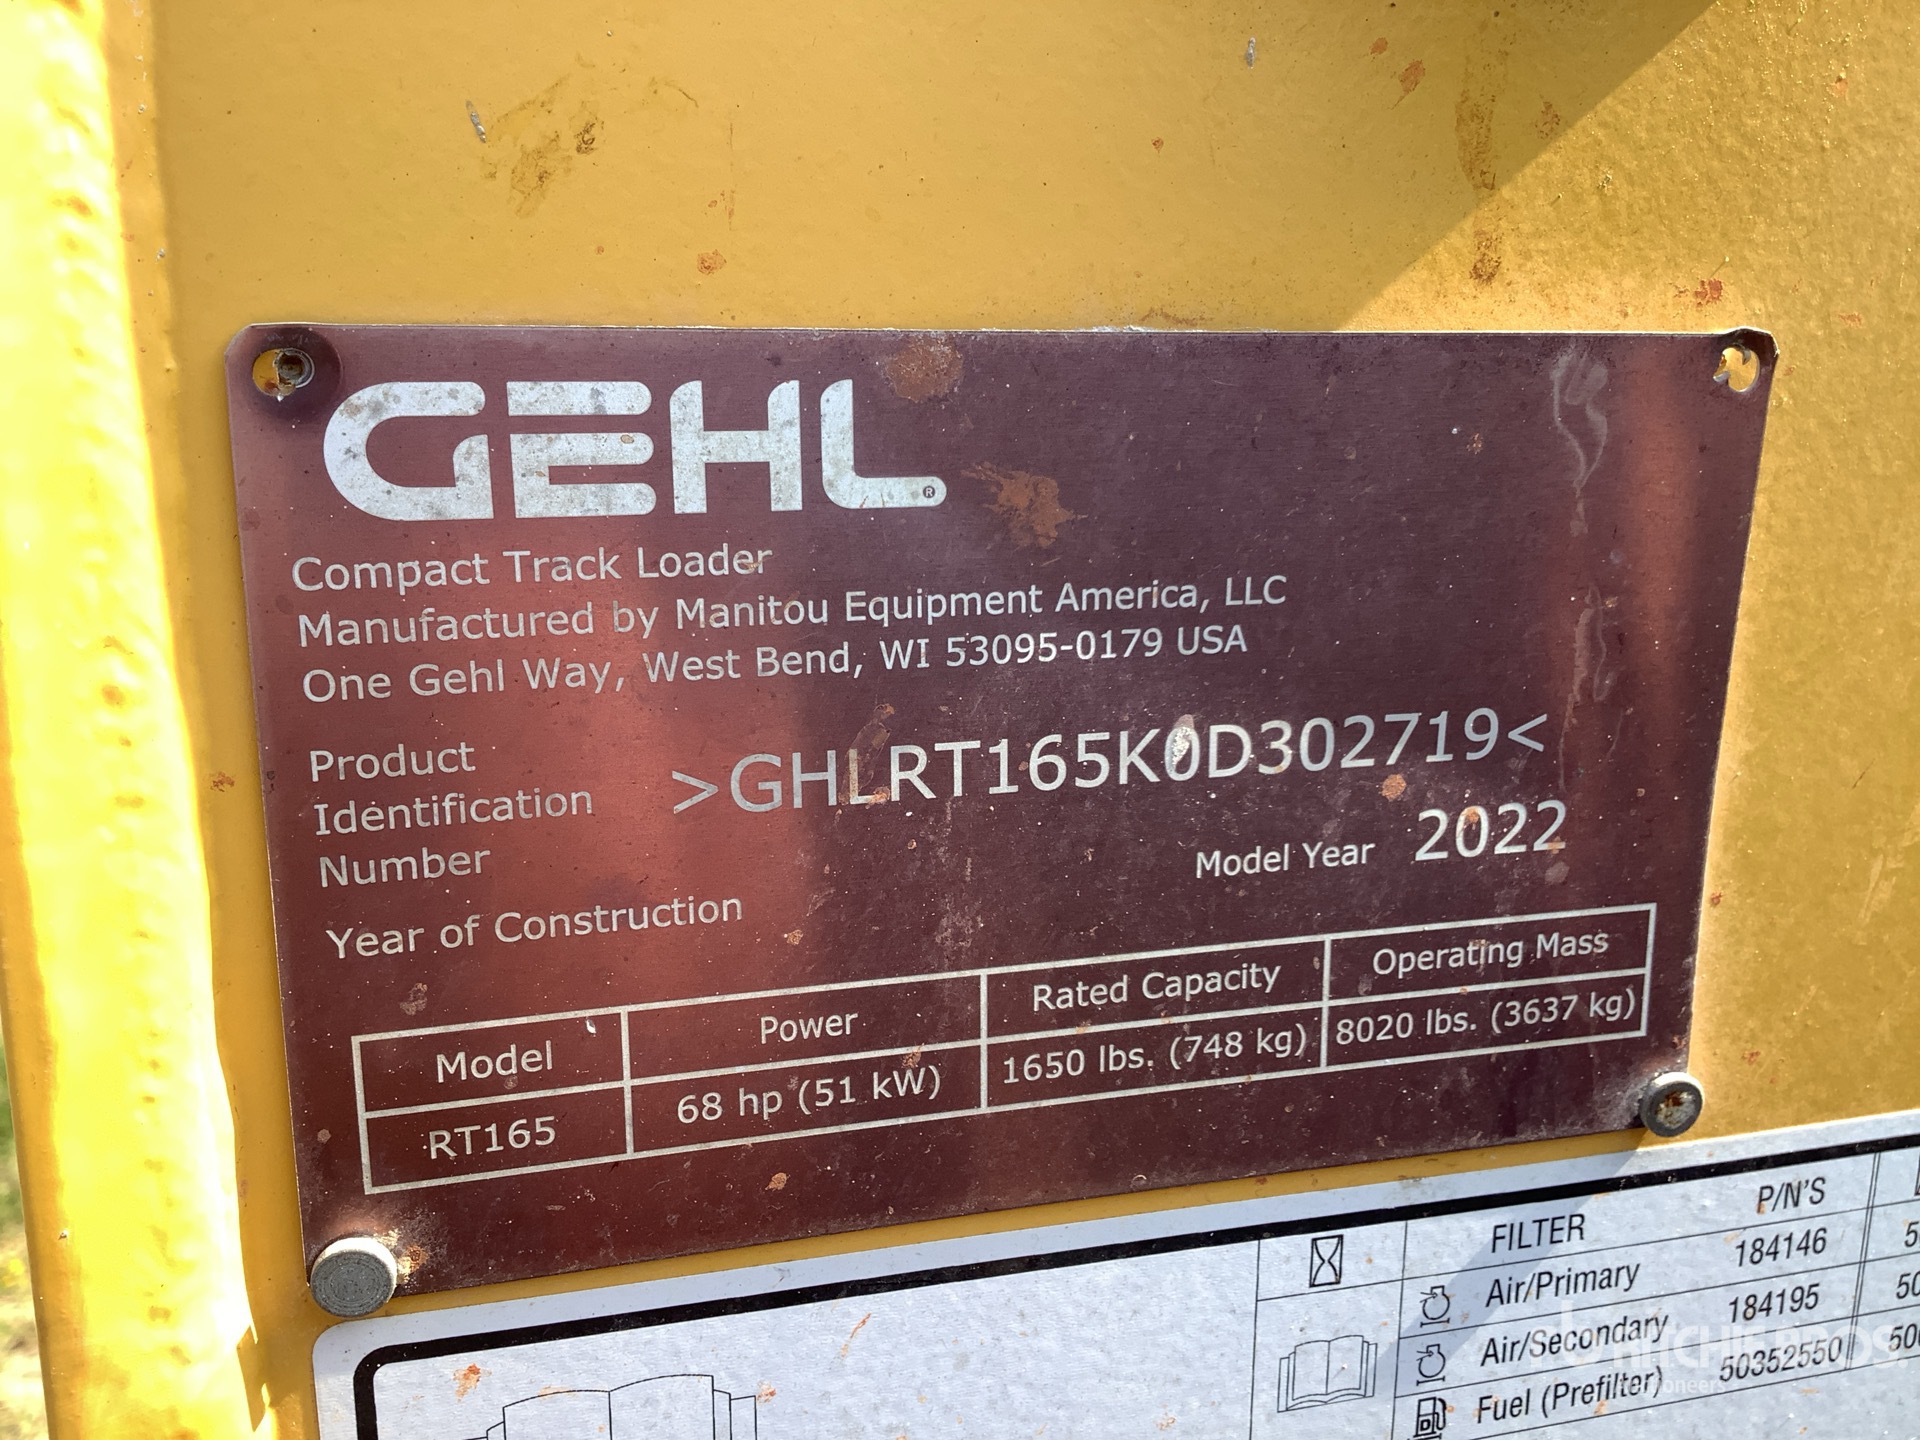 GEHL®
Compact Track Loader
Manufactured by Manitou Equipment America, LLC
One Gehl Way, West Bend, WI 53095-0179 USA
Product
Identification
Number
>GHLRT165K0D302719<
Model Year 2022
Year of Construction
Model Power Rated Capacity Operating Mass
RT165 68 hp (51 kW) 1650 lbs. (748 kg) 8020 lbs. (3637 kg)
FILTER P/N'S
Air/Primary 184146
Air/Secondary 184195
Fuel (Prefilter) 50352550
RITCHIE BROS.